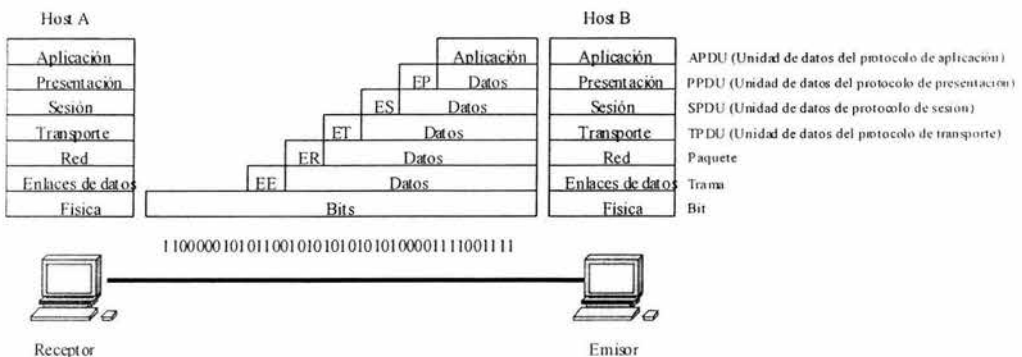 Host A Host B
Aplicación Aplicación Aplicación APDU (Unidad de datos del protocolo de aplicación)
Presentación EP Datos Presentación PPDU (Unidad de datos del protocolo de presentación)
Sesión ES Datos Sesión SPDU (Unidad de datos de protocolo de sesion)
Transporte ET Datos Transporte TPDU (Unidad de datos del protocolo de transporte)
Red ER Datos Red Paquete
Enlaces de datos EE Datos Enlaces de datos Trama
Física Bits Física Bit
11000001010110010101010101010100001111001111
Receptor Emisor